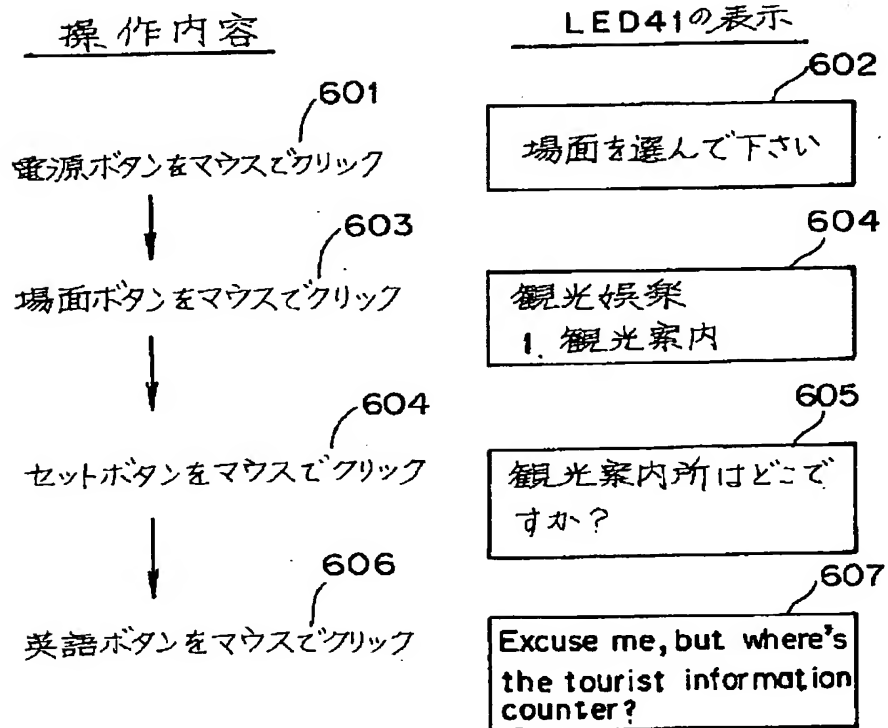 操作内容
LED41の表示
601
602
電源ボタンをマウスでクリック
場面を選んで下さい
603
604
場面ボタンをマウスでクリック
観光娯楽
1. 観光案内
604
605
セットボタンをマウスでクリック
観光案内所はどこで
すか?
606
607
英語ボタンをマウスでクリック
Excuse me, but where's
the tourist information
counter?